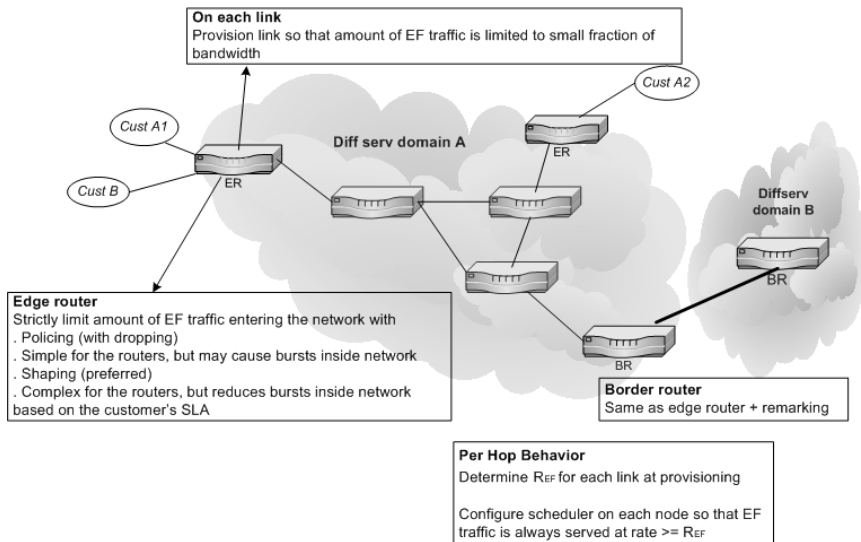 On each link
Provision link so that amount of EF traffic is limited to small fraction of
bandwidth
Cust A2
Cust A1
Diff serv domain A
ER
Cust B
ER
Diffserv
domain B
BR
Edge router
Strictly limit amount of EF traffic entering the network with
. Policing (with dropping)
. Simple for the routers, but may cause bursts inside network
. Shaping (preferred)
. Complex for the routers, but reduces bursts inside network
based on the customer's SLA
BR
Border router
Same as edge router + remarking
Per Hop Behavior
Determine REF for each link at provisioning
Configure scheduler on each node so that EF
traffic is always served at rate >= REF